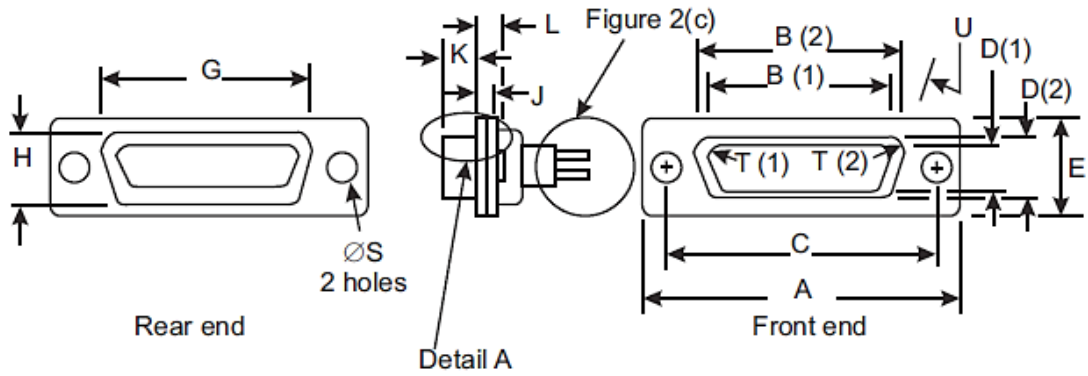 Figure 2(c)
L
K
J
G
H
∅S
2 holes
Rear end
Detail A
B (2)
B (1)
U
D(1)
D(2)
E
T (1)
T (2)
C
A
Front end